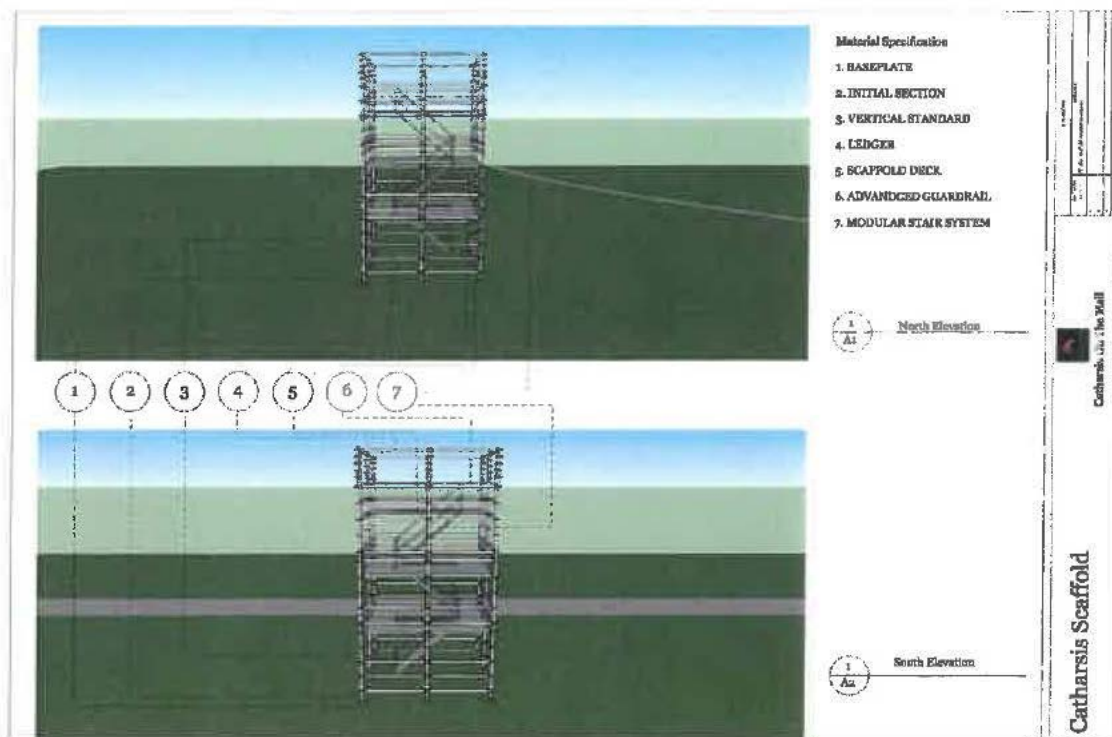 Material Specification
1. BASEPLATE
2. INITIAL SECTION
3. VERTICAL STANDARD
4. LEDGER
5. SCAFFOLD DECK
6. ADVANDCED GUARDRAIL
7. MODULAR STAIR SYSTEM
1
A1
North Elevation
1
2
3
4
5
6
7
1
A2
South Elevation
Catharsis On The Mall
Catharsis Scaffold